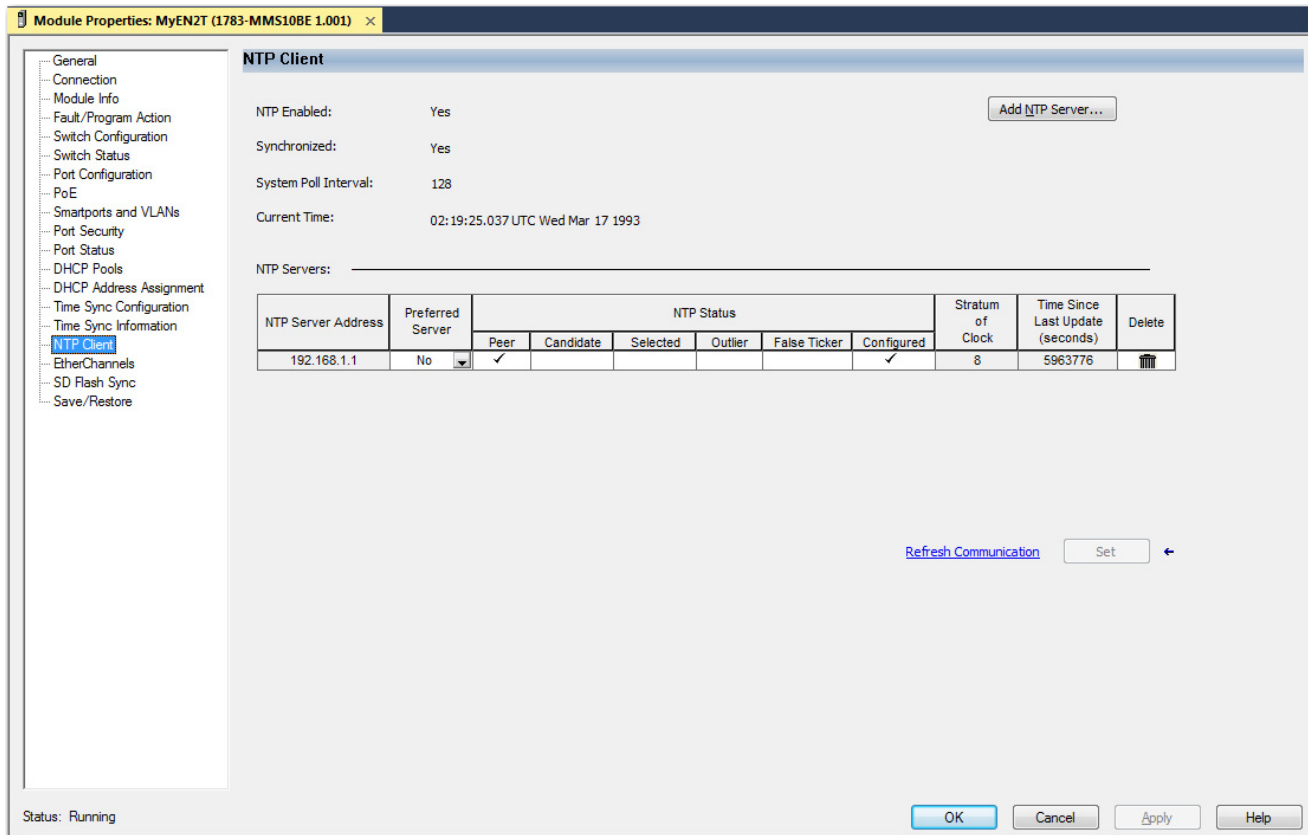 Module Properties: MyEN2T (1783-MMS10BE 1.001) ×
General
Connection
Module Info
Fault/Program Action
Switch Configuration
Switch Status
Port Configuration
PoE
Smartports and VLANs
Port Security
Port Status
DHCP Pools
DHCP Address Assignment
Time Sync Configuration
Time Sync Information
NTP Client
EtherChannels
SD Flash Sync
Save/Restore
NTP Client
NTP Enabled: Yes
Add NTP Server...
Synchronized: Yes
System Poll Interval: 128
Current Time: 02:19:25.037 UTC Wed Mar 17 1993
NTP Servers:
NTP Server Address
Preferred Server
NTP Status
Peer Candidate Selected Outlier False Ticker Configured
Stratum of Clock
Time Since Last Update (seconds)
Delete
192.168.1.1 No ✓ ✓ 8 5963776
Refresh Communication Set
Status: Running
OK Cancel Apply Help